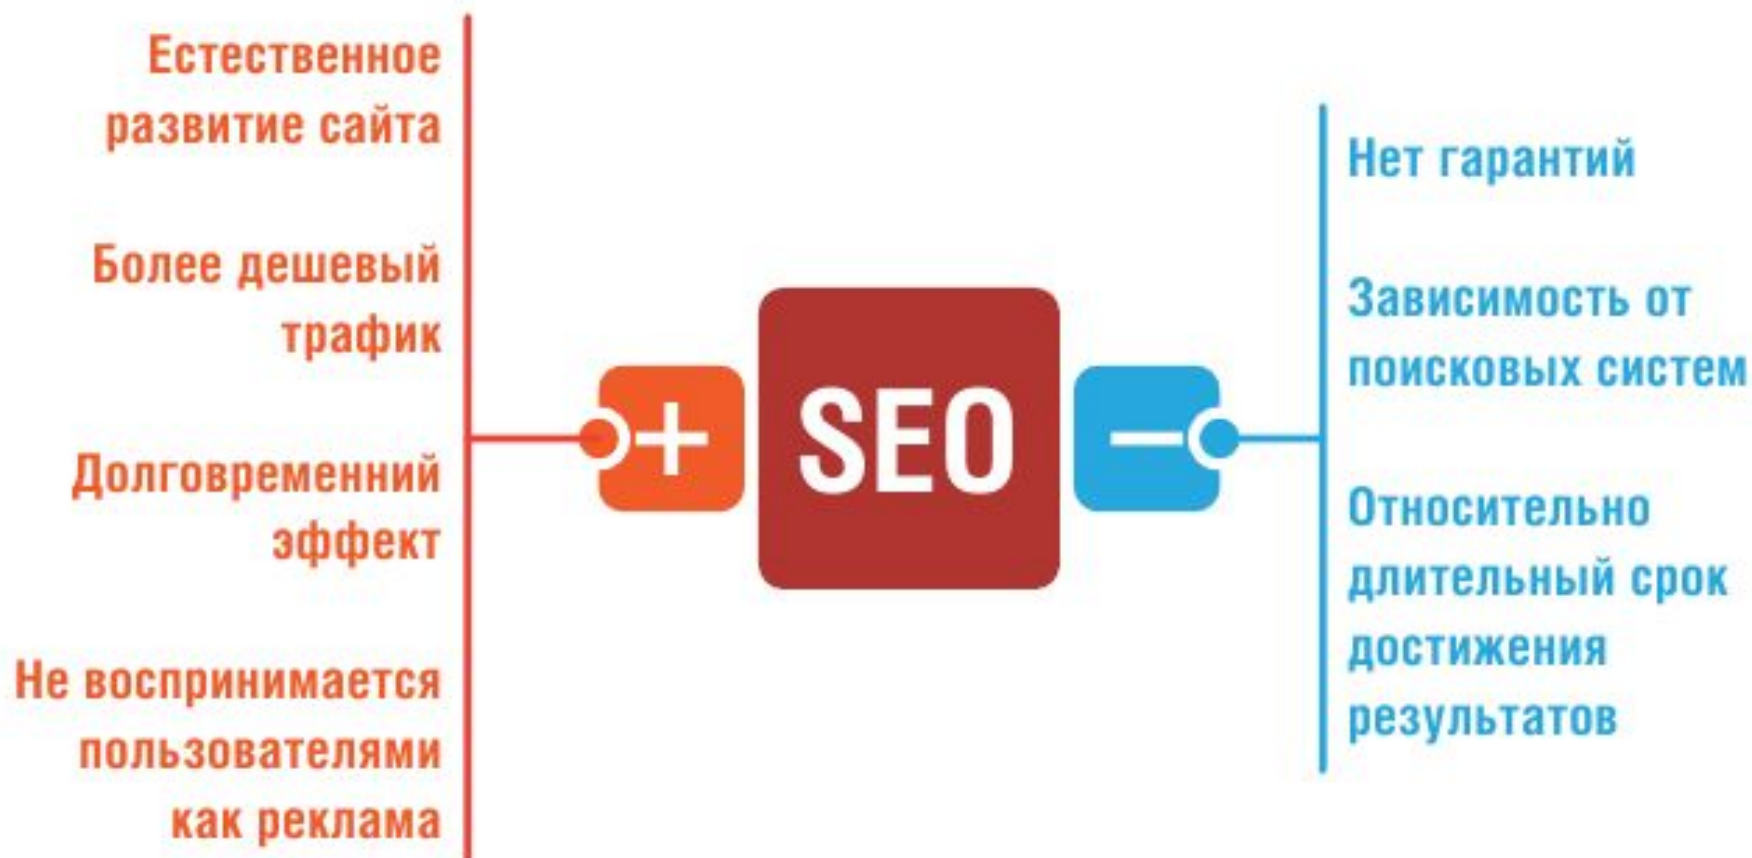 Естественное
развитие сайта
Более дешевый
трафик
Долговременний
эффект
Не воспринимается
пользователями
как реклама
+
SEO
–
Нет гарантий
Зависимость от
поисковых систем
Относительно
длительный срок
достижения
результатов